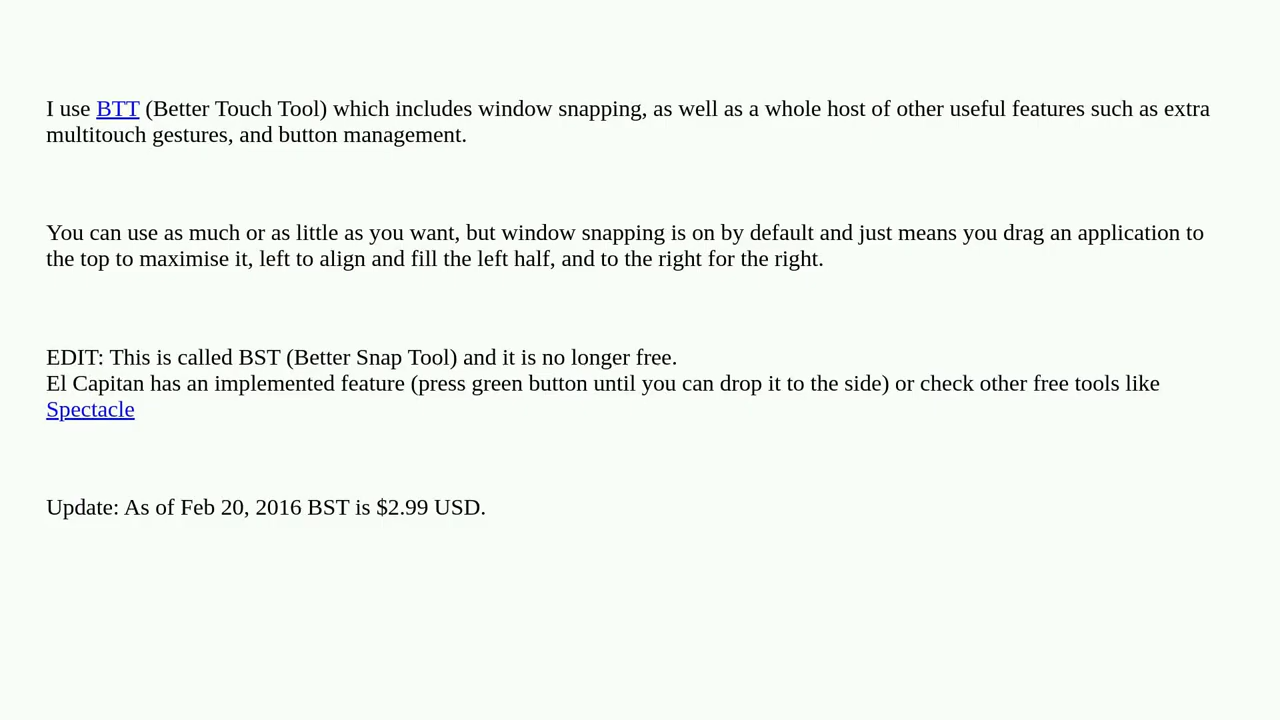 I use BTT (Better Touch Tool) which includes window snapping, as well as a whole host of other useful features such as extra
multitouch gestures, and button management.
You can use as much or as little as you want, but window snapping is on by default and just means you drag an application to
the top to maximise it, left to align and fill the left half, and to the right for the right.
EDIT: This is called BST (Better Snap Tool) and it is no longer free.
El Capitan has an implemented feature (press green button until you can drop it to the side) or check other free tools like
Spectacle
Update: As of Feb 20, 2016 BST is $2.99 USD.